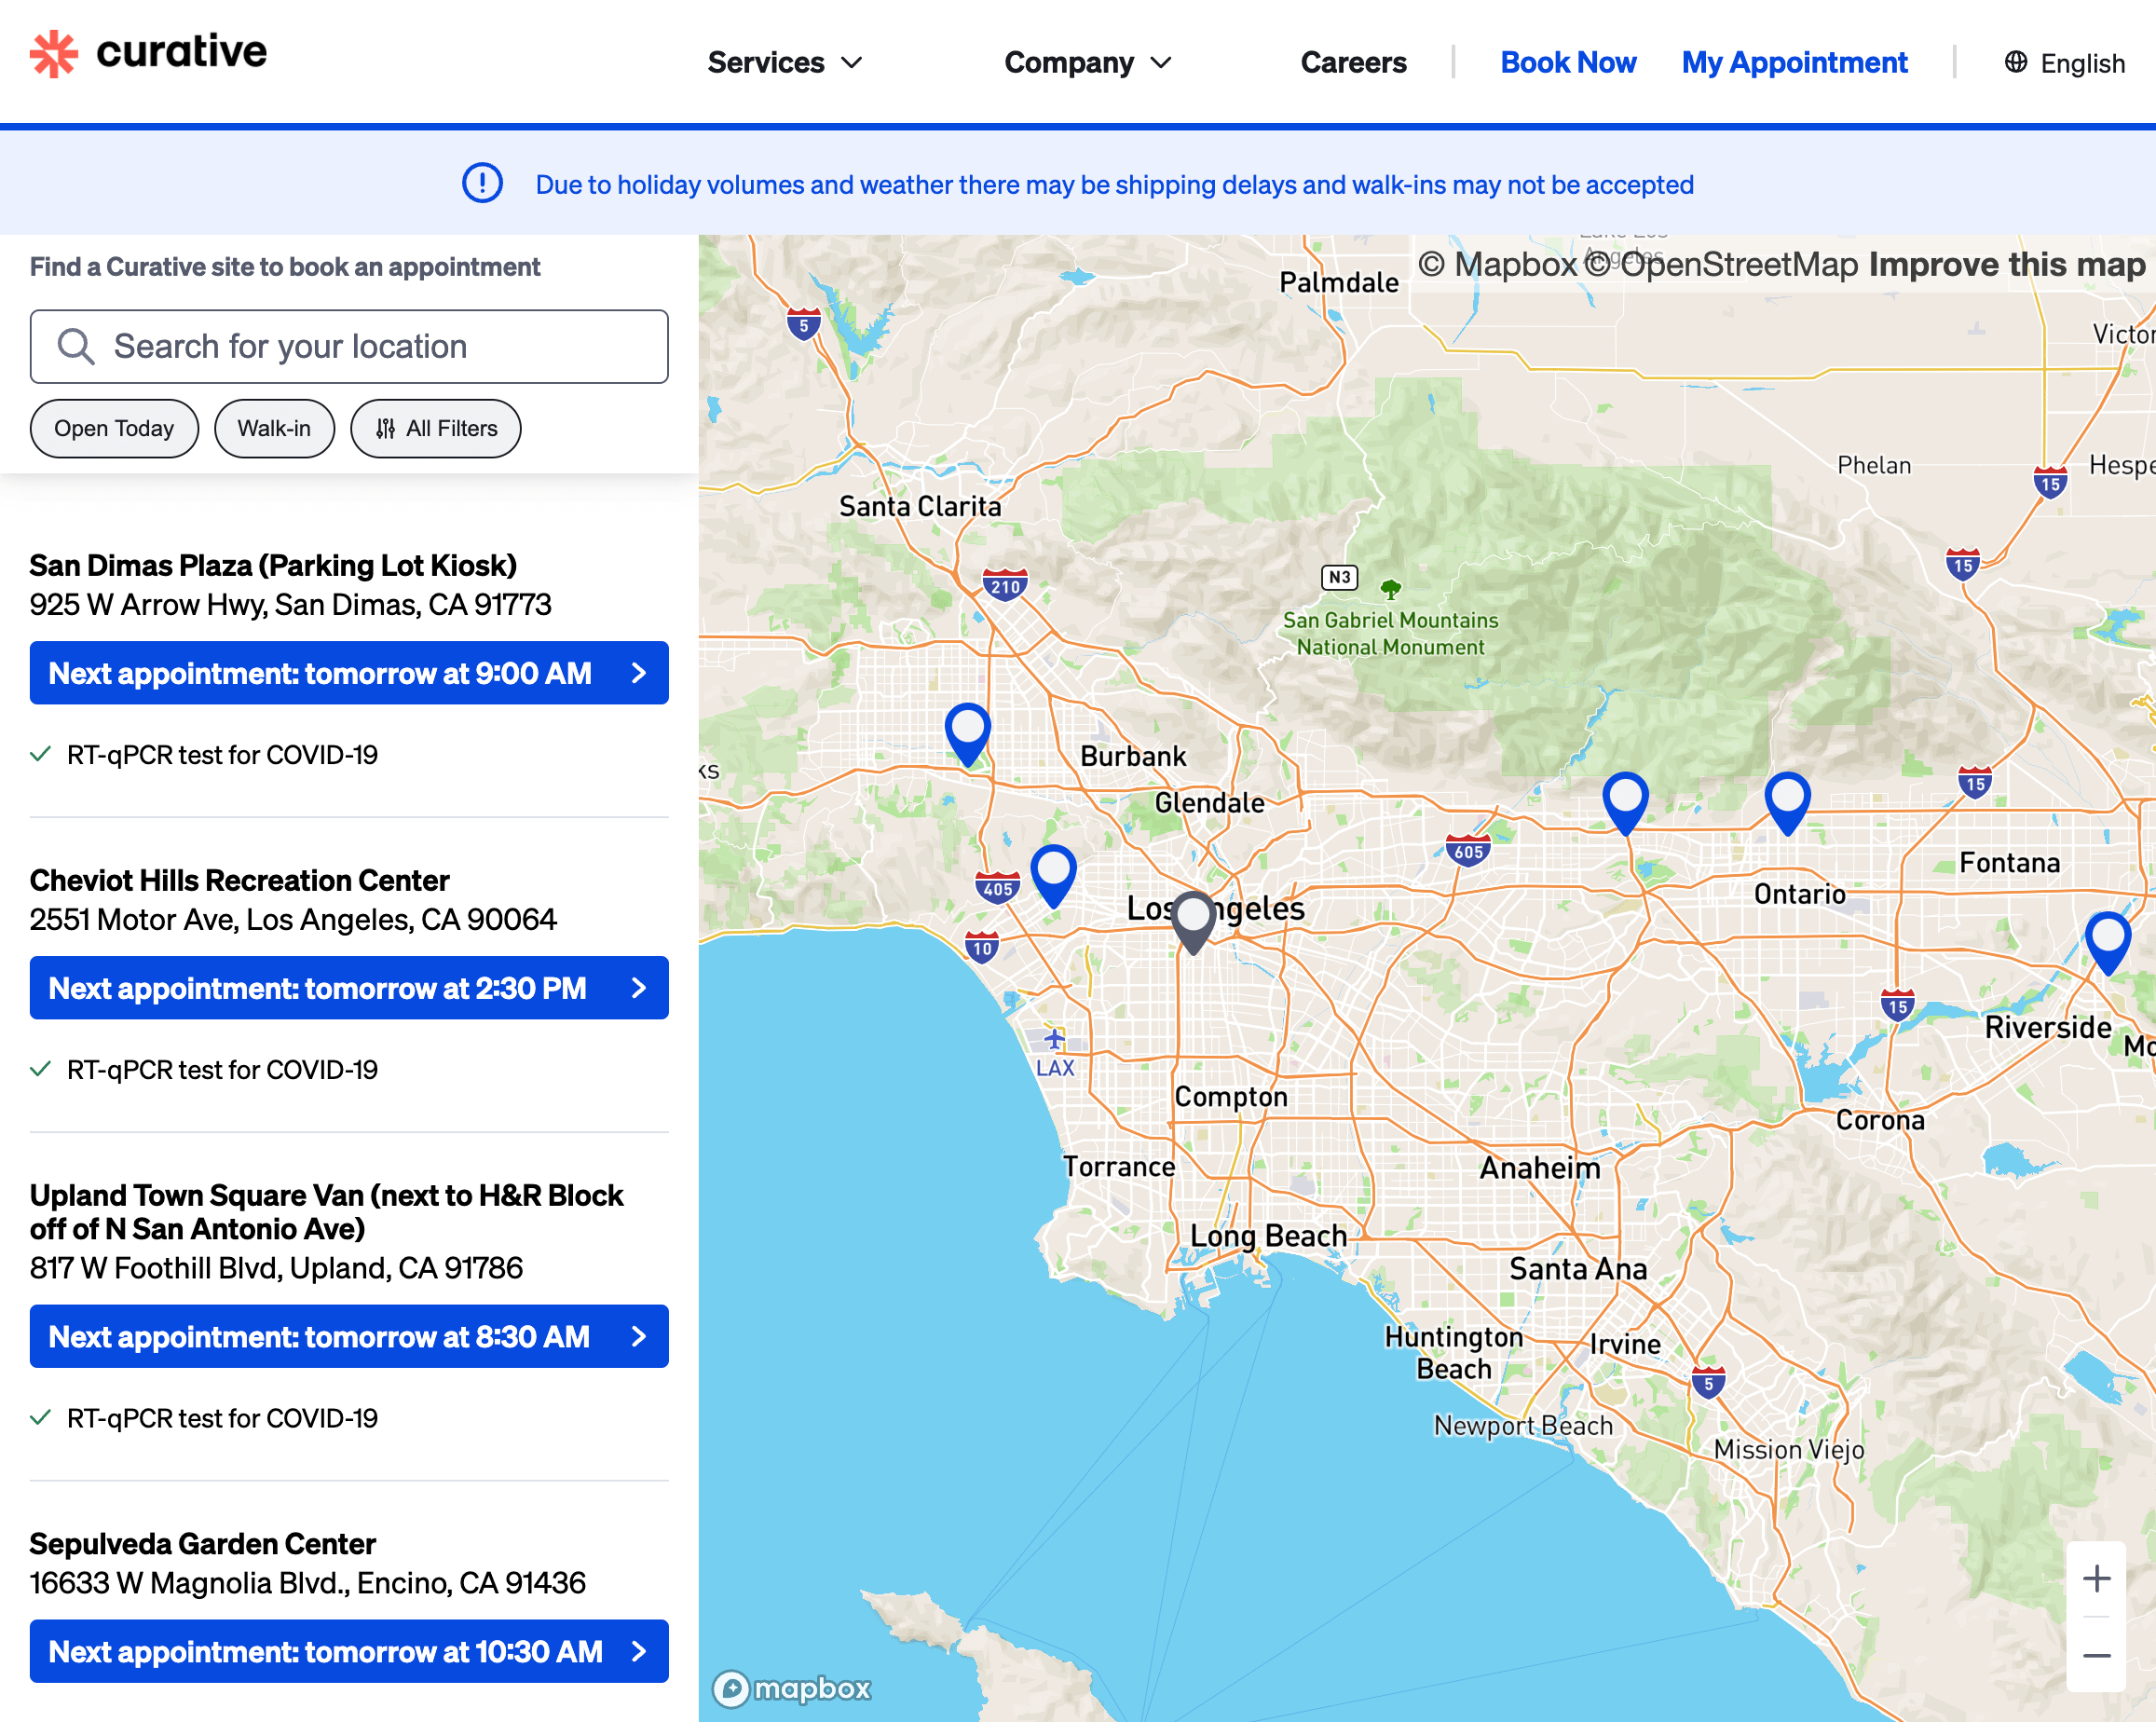 curative
Services
Company
Careers
Book Now
My Appointment
English
Due to holiday volumes and weather there may be shipping delays and walk-ins may not be accepted
Find a Curative site to book an appointment
Search for your location
Open Today
Walk-in
All Filters
San Dimas Plaza (Parking Lot Kiosk)
925 W Arrow Hwy, San Dimas, CA 91773
Next appointment: tomorrow at 9:00 AM
RT-qPCR test for COVID-19
Cheviot Hills Recreation Center
2551 Motor Ave, Los Angeles, CA 90064
Next appointment: tomorrow at 2:30 PM
RT-qPCR test for COVID-19
Upland Town Square Van (next to H&R Block
off of N San Antonio Ave)
817 W Foothill Blvd, Upland, CA 91786
Next appointment: tomorrow at 8:30 AM
RT-qPCR test for COVID-19
Sepulveda Garden Center
16633 W Magnolia Blvd., Encino, CA 91436
Next appointment: tomorrow at 10:30 AM
© Mapbox © OpenStreetMap Improve this map
Palmdale
5
Victor
Phelan
Hespe
15
Santa Clarita
15
210
N3
San Gabriel Mountains
National Monument
Burbank
ks
15
Glendale
605
Fontana
405
Ontario
Los Angeles
10
15
Riverside
Mo
LAX
Compton
Corona
Torrance
Anaheim
Long Beach
Santa Ana
Huntington
Beach
Irvine
5
Newport Beach
Mission Viejo
mapbox